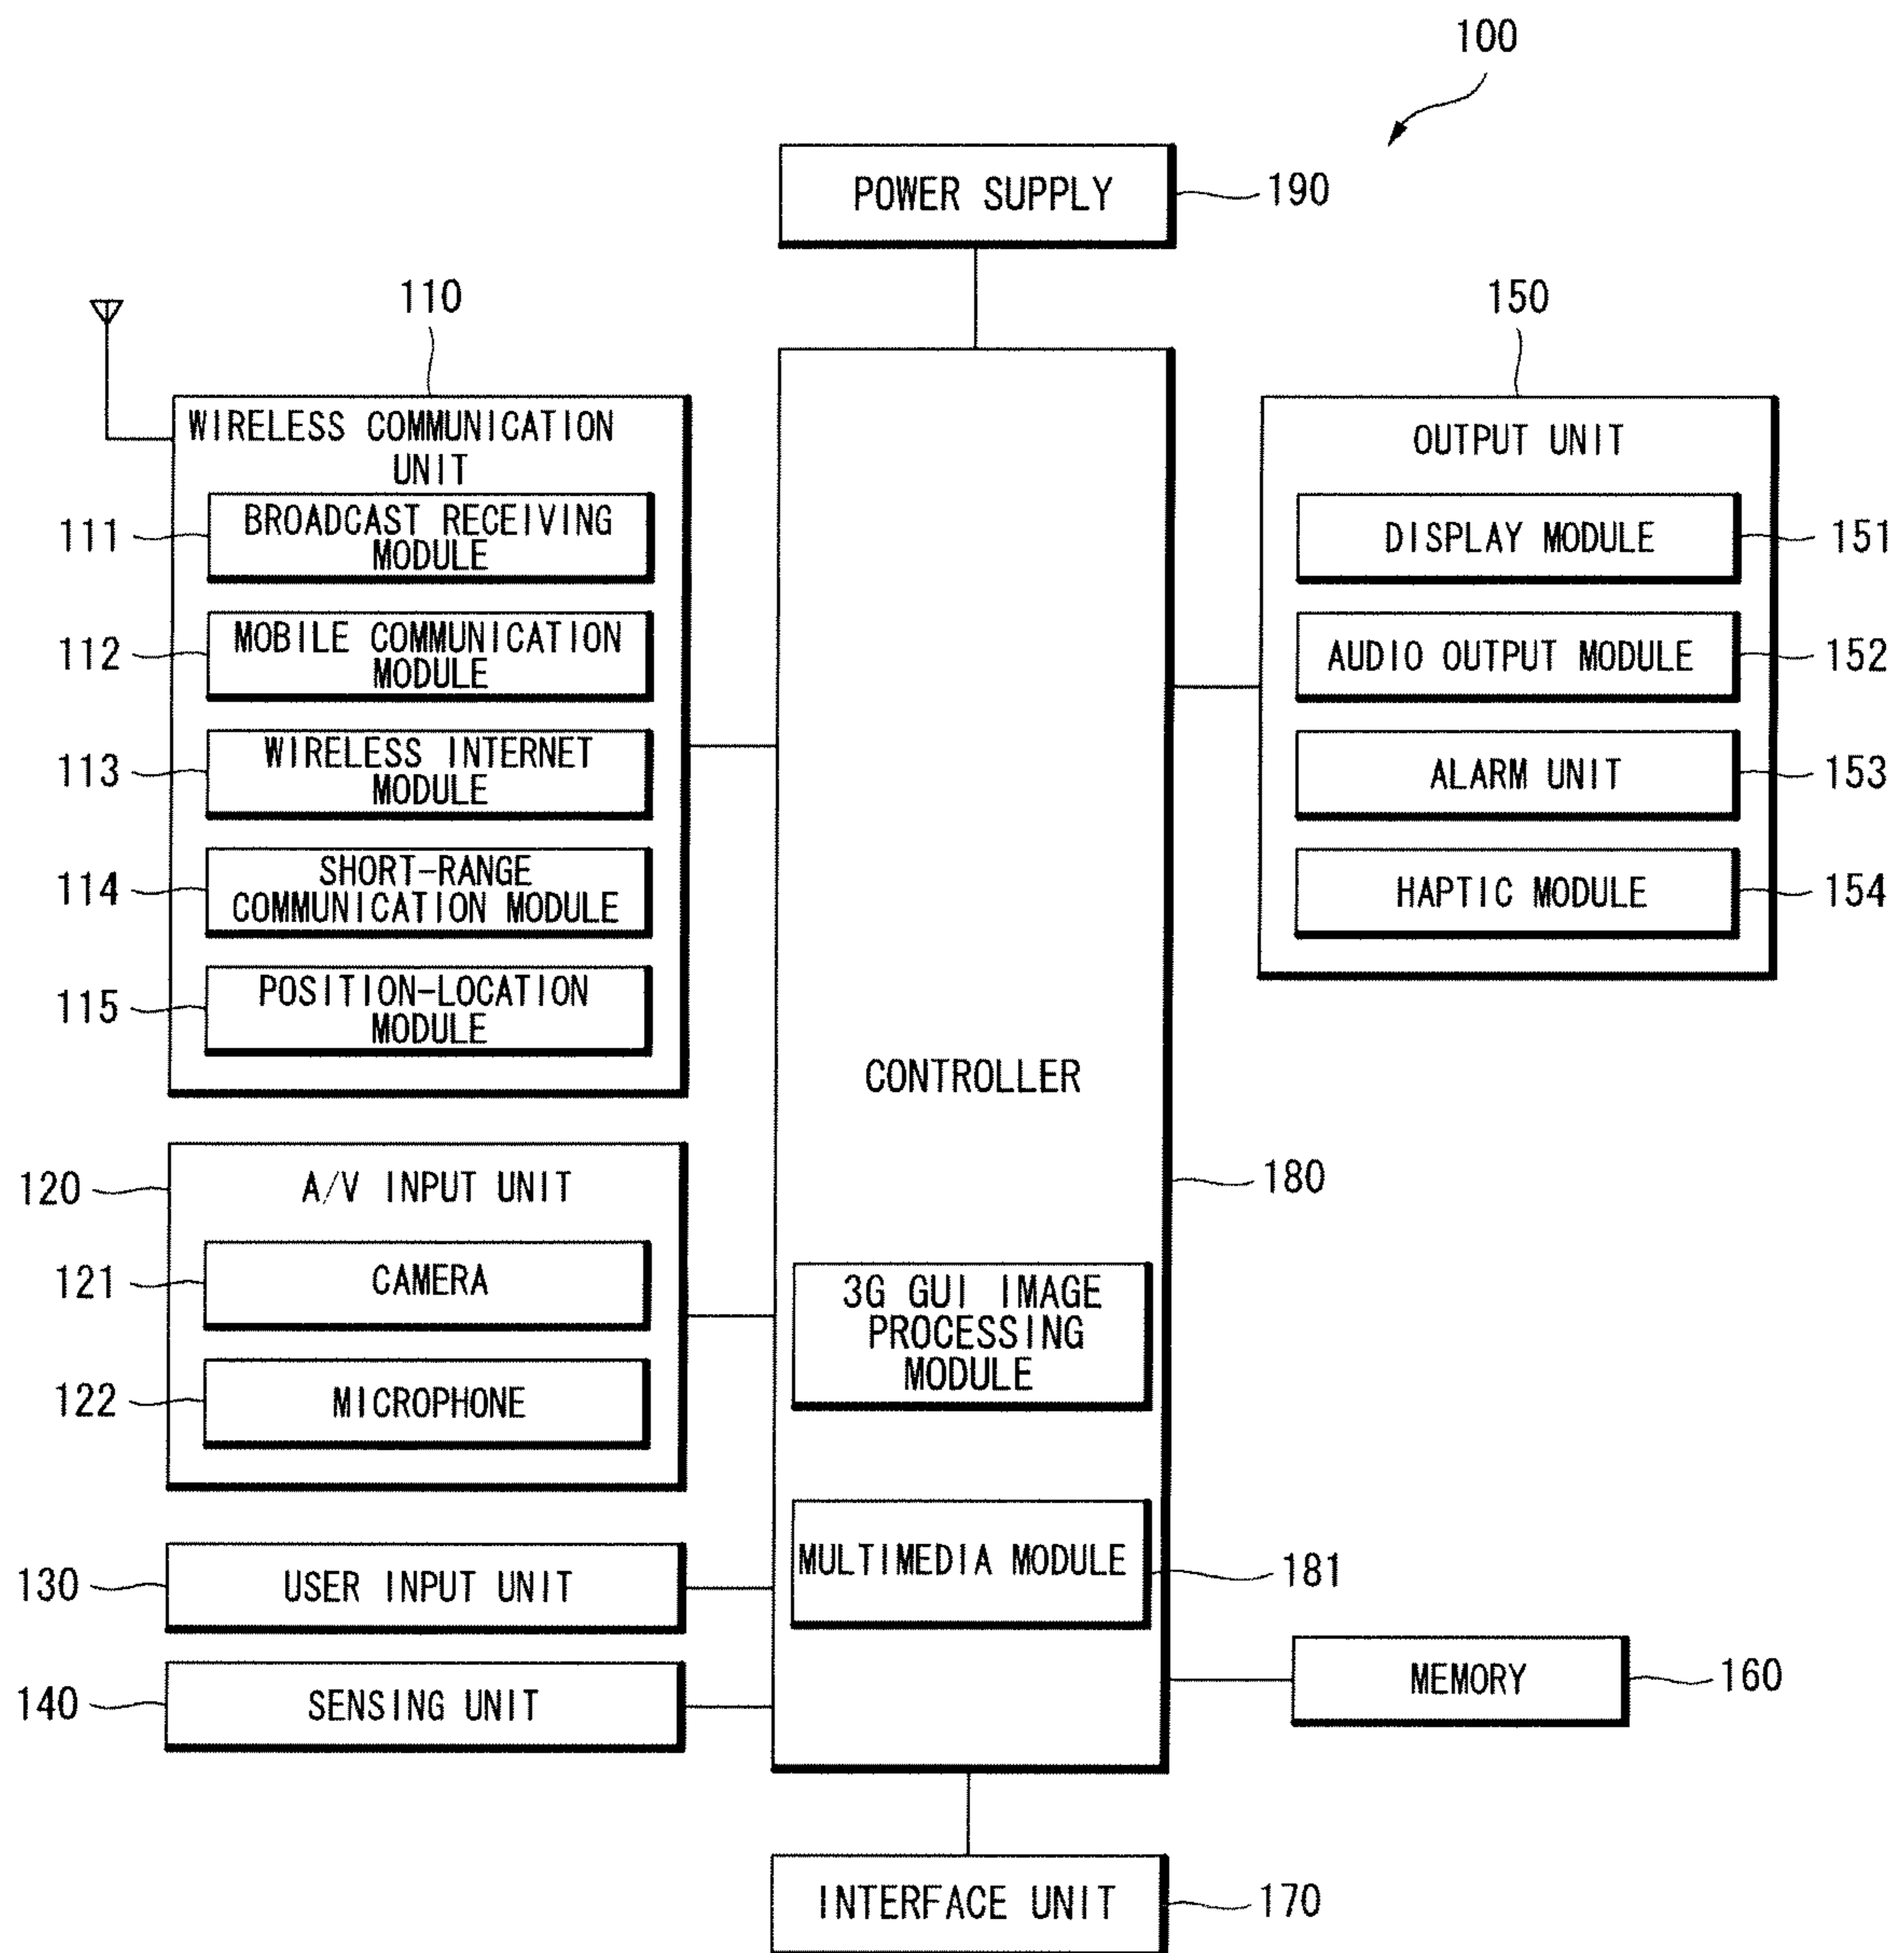 100
POWER SUPPLY
190
110
150
WIRELESS COMMUNICATION
UNIT
BROADCAST RECEIVING
MODULE
111
MOBILE COMMUNICATION
MODULE
112
WIRELESS INTERNET
MODULE
113
SHORT-RANGE
COMMUNICATION MODULE
114
POSITION-LOCATION
MODULE
115
OUTPUT UNIT
DISPLAY MODULE
151
AUDIO OUTPUT MODULE
152
ALARM UNIT
153
HAPTIC MODULE
154
CONTROLLER
180
120
A/V INPUT UNIT
121
CAMERA
122
MICROPHONE
3G GUI IMAGE
PROCESSING
MODULE
MULTIMEDIA MODULE
181
130
USER INPUT UNIT
140
SENSING UNIT
MEMORY
160
INTERFACE UNIT
170